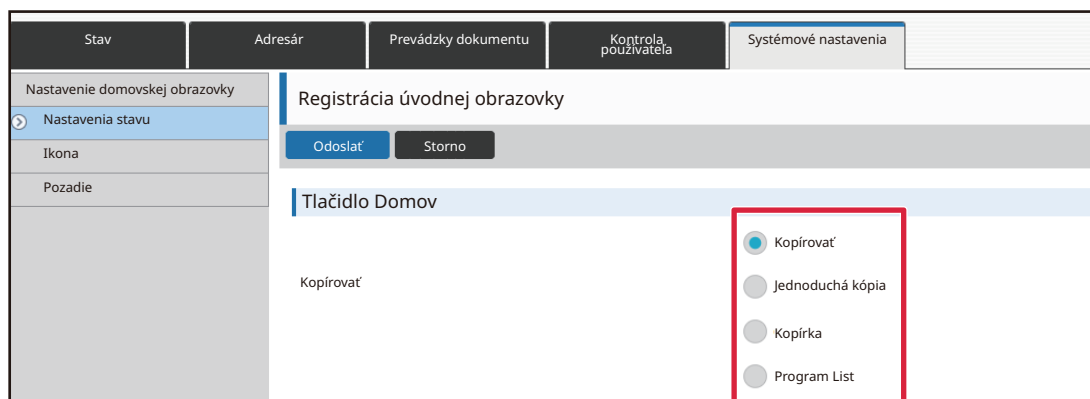 Stav
Adresár
Prevádzky dokumentu
Kontrola
používateľa
Systémové nastavenia
Nastavenie domovskej obrazovky
Nastavenia stavu
Ikona
Pozadie
Registrácia úvodnej obrazovky
Odoslať
Storno
Tlačidlo Domov
Kopírovať
Kopírovať
Jednoduchá kópia
Kopírka
Program List